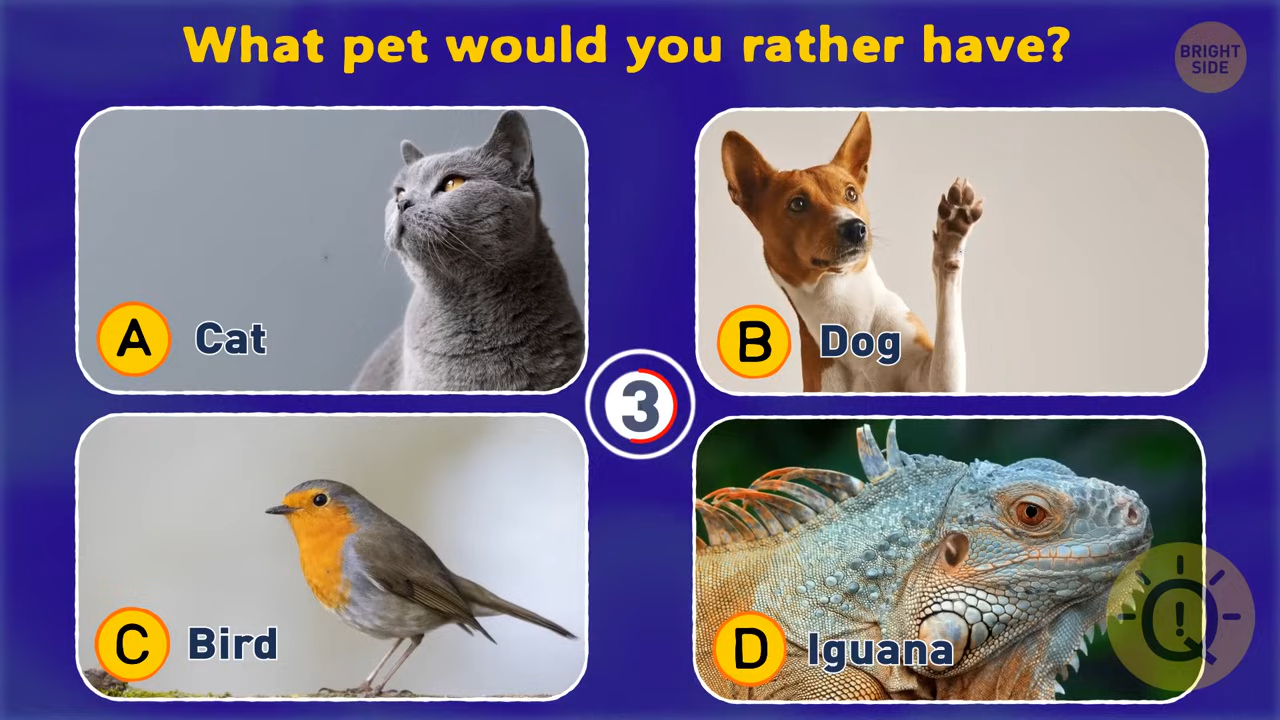 What pet would you rather have?
BRIGHT
SIDE
A Cat
B Dog
3
C Bird
D Iguana
Q!